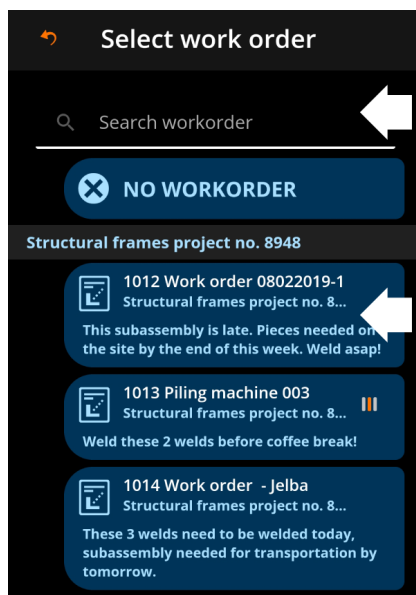 Select work order
Search workorder
NO WORKORDER
Structural frames project no. 8948
1012 Work order 08022019-1
Structural frames project no. 8...
This subassembly is late. Pieces needed on
the site by the end of this week. Weld asap!
1013 Piling machine 003
Structural frames project no. 8...
Weld these 2 welds before coffee break!
1014 Work order - Jelba
Structural frames project no. 8...
These 3 welds need to be welded today,
subassembly needed for transportation by
tomorrow.